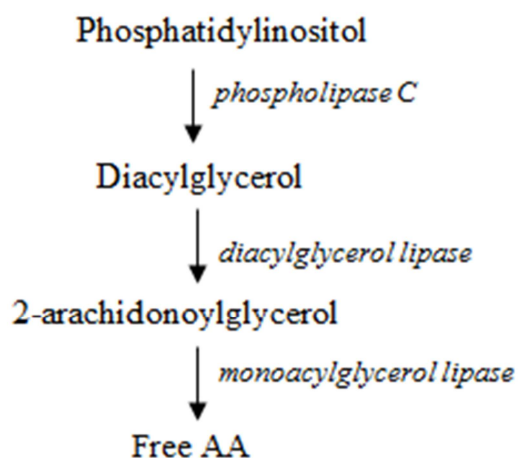 Phosphatidylinositol
phospholipase C
Diacylglycerol
diacylglycerol lipase
2-arachidonoylglycerol
monoacylglycerol lipase
Free AA